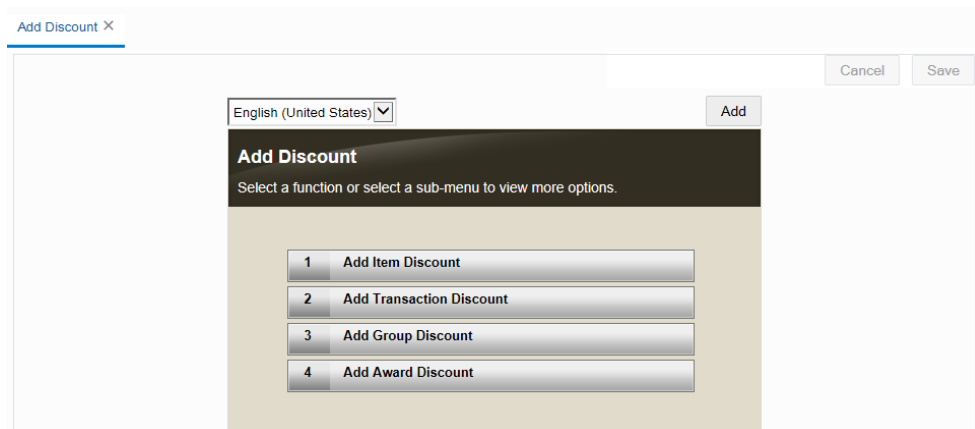 Add Discount ×
Cancel Save
English (United States) Add
Add Discount
Select a function or select a sub-menu to view more options.
1 Add Item Discount
2 Add Transaction Discount
3 Add Group Discount
4 Add Award Discount